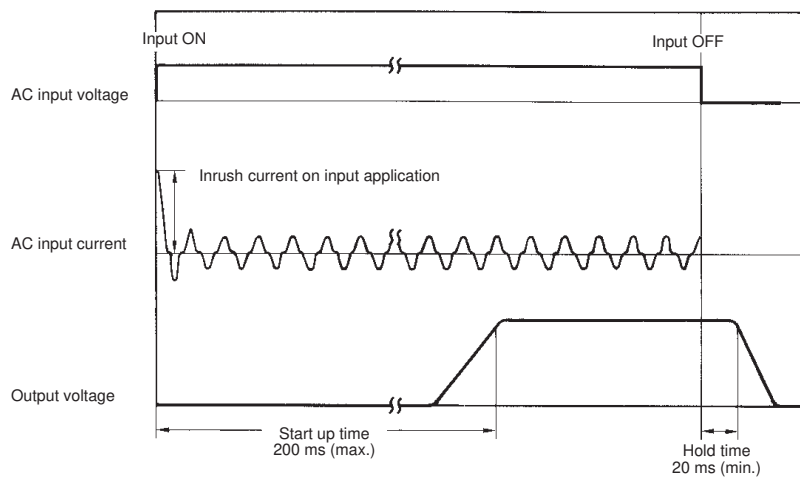 Input ON
Input OFF
AC input voltage
Inrush current on input application
AC input current
Output voltage
Start up time
200 ms (max.)
Hold time
20 ms (min.)